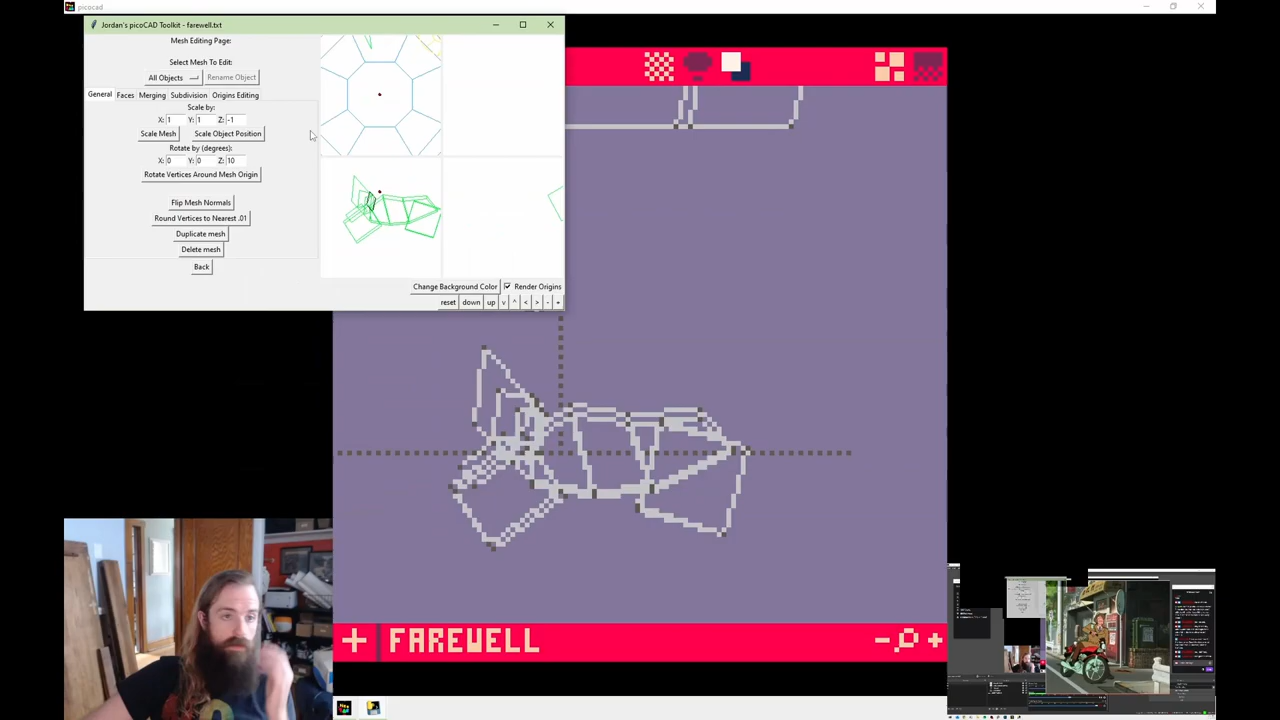 picocad
Jordan's picoCAD Toolkit - farewell.txt
Mesh Editing Page:
Select Mesh To Edit:
All Objects Rename Object
General Faces Merging Subdivision Origins Editing
Scale by:
X: 1 Y: 1 Z: -1
Scale Mesh Scale Object Position
Rotate by (degrees):
X: 0 Y: 0 Z: 10
Rotate Vertices Around Mesh Origin
Flip Mesh Normals
Round Vertices to Nearest .01
Duplicate mesh
Delete mesh
Back
Change Background Color Render Origins
reset down up v ^ < > - +
+ FAREWELL - +